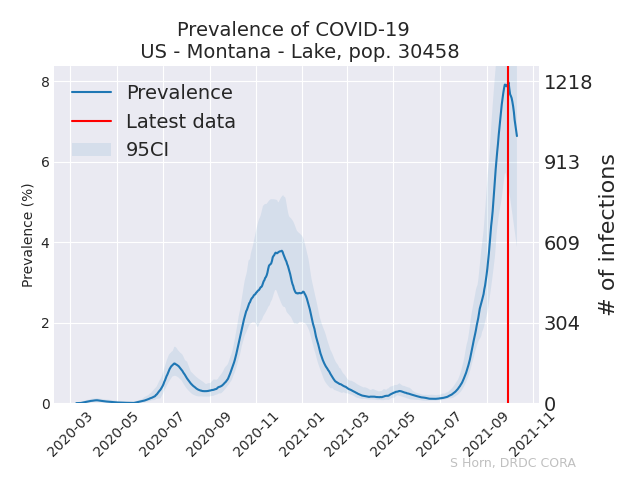 Prevalence of COVID-19
US - Montana - Lake, pop. 30458
Prevalence
Latest data
95CI
Prevalence (%)
8
6
4
2
0
# of infections
1218
913
609
304
0
2020-03
2020-05
2020-07
2020-09
2020-11
2021-01
2021-03
2021-05
2021-07
2021-09
2021-11
S Horn, DRDC CORA